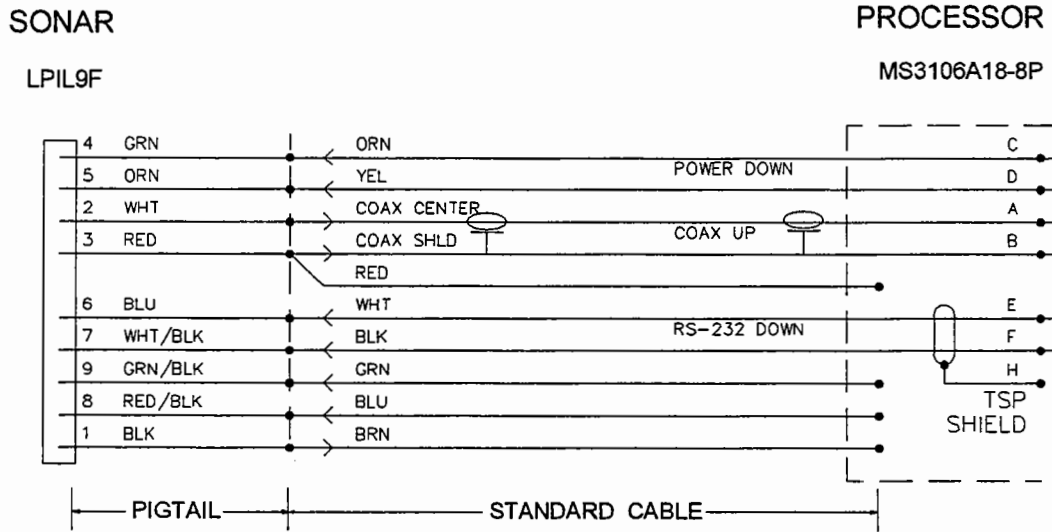 SONAR PROCESSOR
LPIL9F MS3106A18-8P
4 GRN ORN C
POWER DOWN
5 ORN YEL D
2 WHT COAX CENTER A
COAX UP
3 RED COAX SHLD B
RED
6 BLU WHT E
RS-232 DOWN
7 WHT/BLK BLK F
9 GRN/BLK GRN H
8 RED/BLK BLU TSP
SHIELD
1 BLK BRN
PIGTAIL STANDARD CABLE